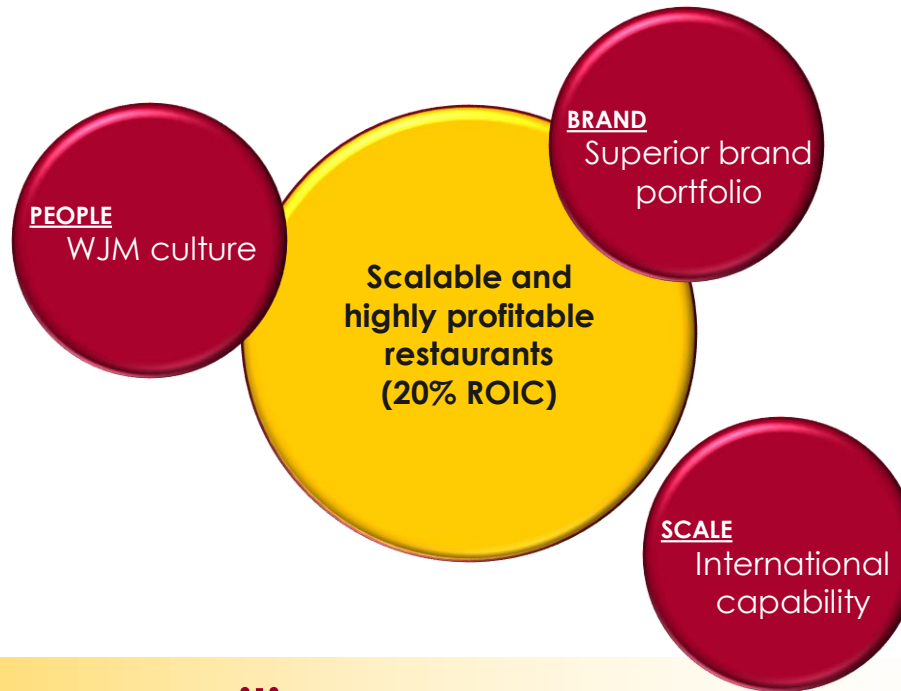 PEOPLE
WJM culture
BRAND
Superior brand
portfolio
Scalable and
highly profitable
restaurants
(20% ROIC)
SCALE
International
capability